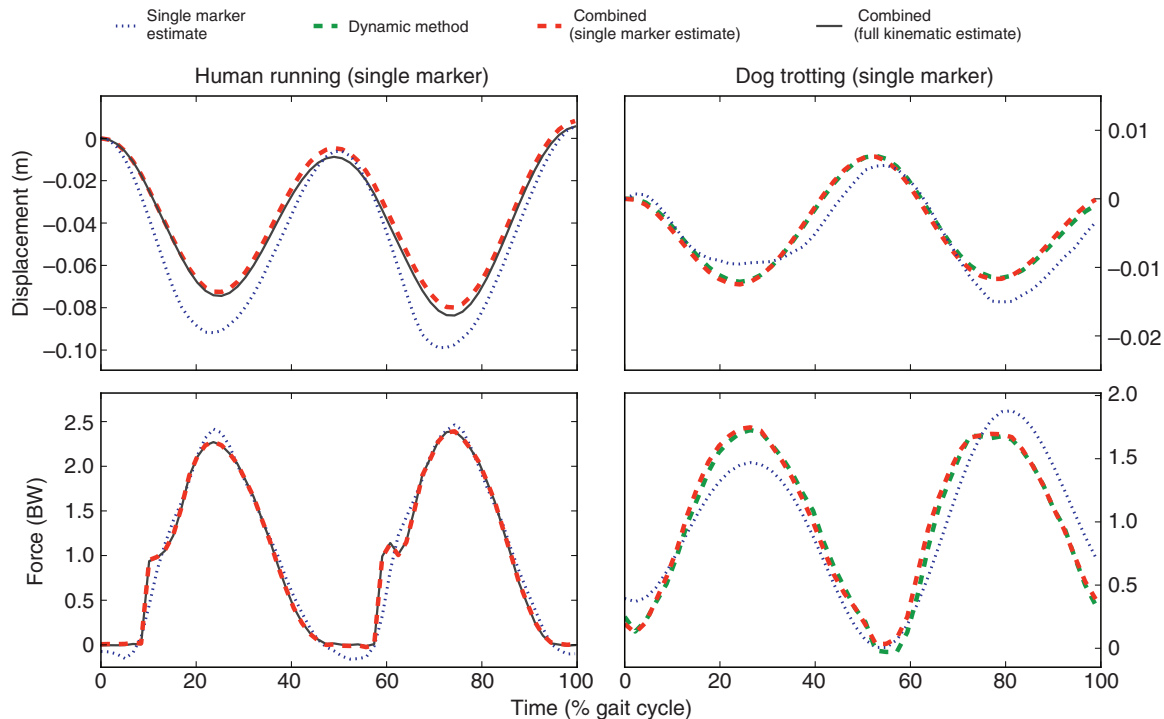 Single marker
estimate
Dynamic method
Combined
(single marker estimate)
Combined
(full kinematic estimate)
Human running (single marker)
Dog trotting (single marker)
Displacement (m)
0
–0.02
–0.04
–0.06
–0.08
–0.10
0.01
0
–0.01
–0.02
Force (BW)
2.5
2.0
1.5
1.0
0.5
0
2.0
1.5
1.0
0.5
0
0 20 40 60 80 100
0 20 40 60 80 100
Time (% gait cycle)